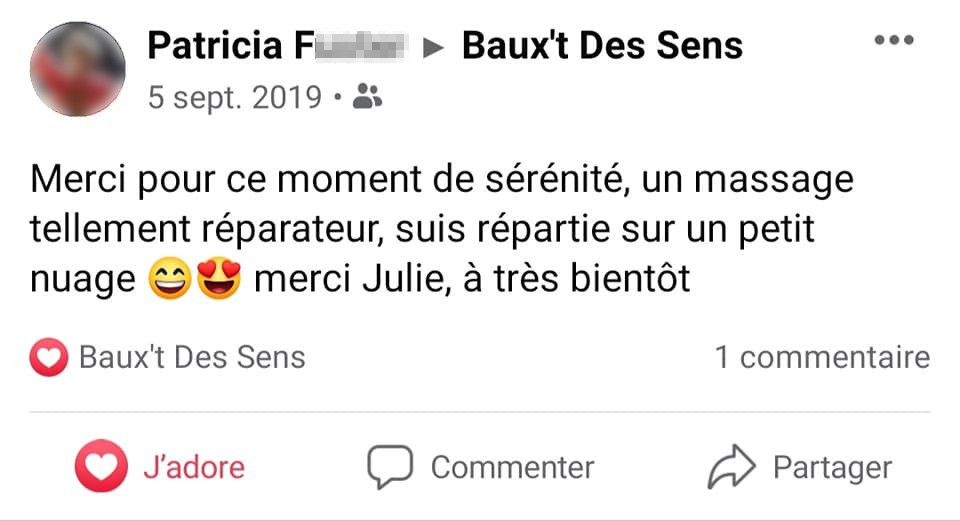 Patricia ▸ Baux't Des Sens
5 sept. 2019 •
Merci pour ce moment de sérénité, un massage
tellement réparateur, suis répartie sur un petit
nuage 😄😍 merci Julie, à très bientôt
Baux't Des Sens 1 commentaire
J’adore Commenter Partager